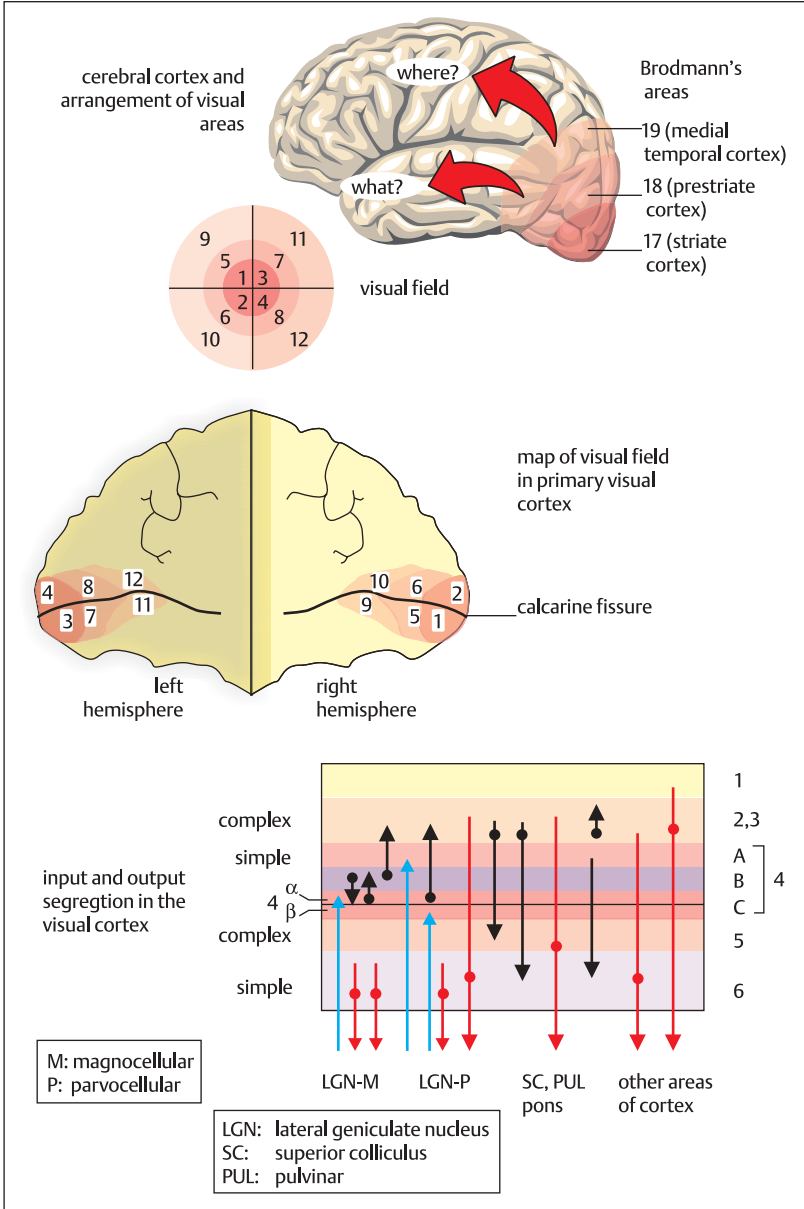 cerebral cortex and
arrangement of visual
areas
where?
what?
Brodmann's
areas
19 (medial
temporal cortex)
18 (prestriate
cortex)
17 (striate
cortex)
9
11
5
7
1
3
2
4
6
8
10
12
visual field
map of visual field
in primary visual
cortex
4
8
12
3
7
11
10
6
2
9
5
1
calcarine fissure
left
hemisphere
right
hemisphere
input and output
segregtion in the
visual cortex
complex
simple
4
α
β
complex
simple
1
2,3
A
B
C
4
5
6
LGN-M
LGN-P
SC, PUL
pons
other areas
of cortex
M: magnocellular
P: parvocellular
LGN: lateral geniculate nucleus
SC: superior colliculus
PUL: pulvinar